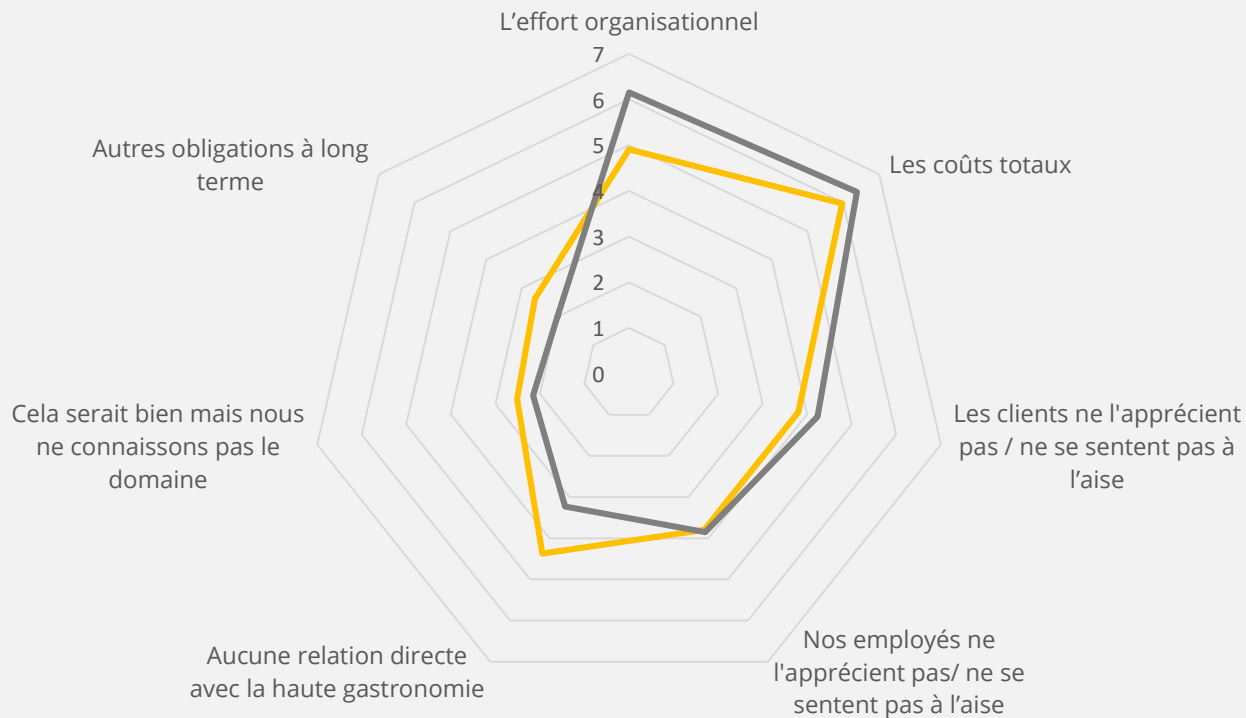 L’effort organisationnel
7
6
5
4
3
2
1
0
Les coûts totaux
Les clients ne l'apprécient
pas / ne se sentent pas à
l’aise
Nos employés ne
l'apprécient pas/ ne se
sentent pas à l’aise
Aucune relation directe
avec la haute gastronomie
Cela serait bien mais nous
ne connaissons pas le
domaine
Autres obligations à long
terme